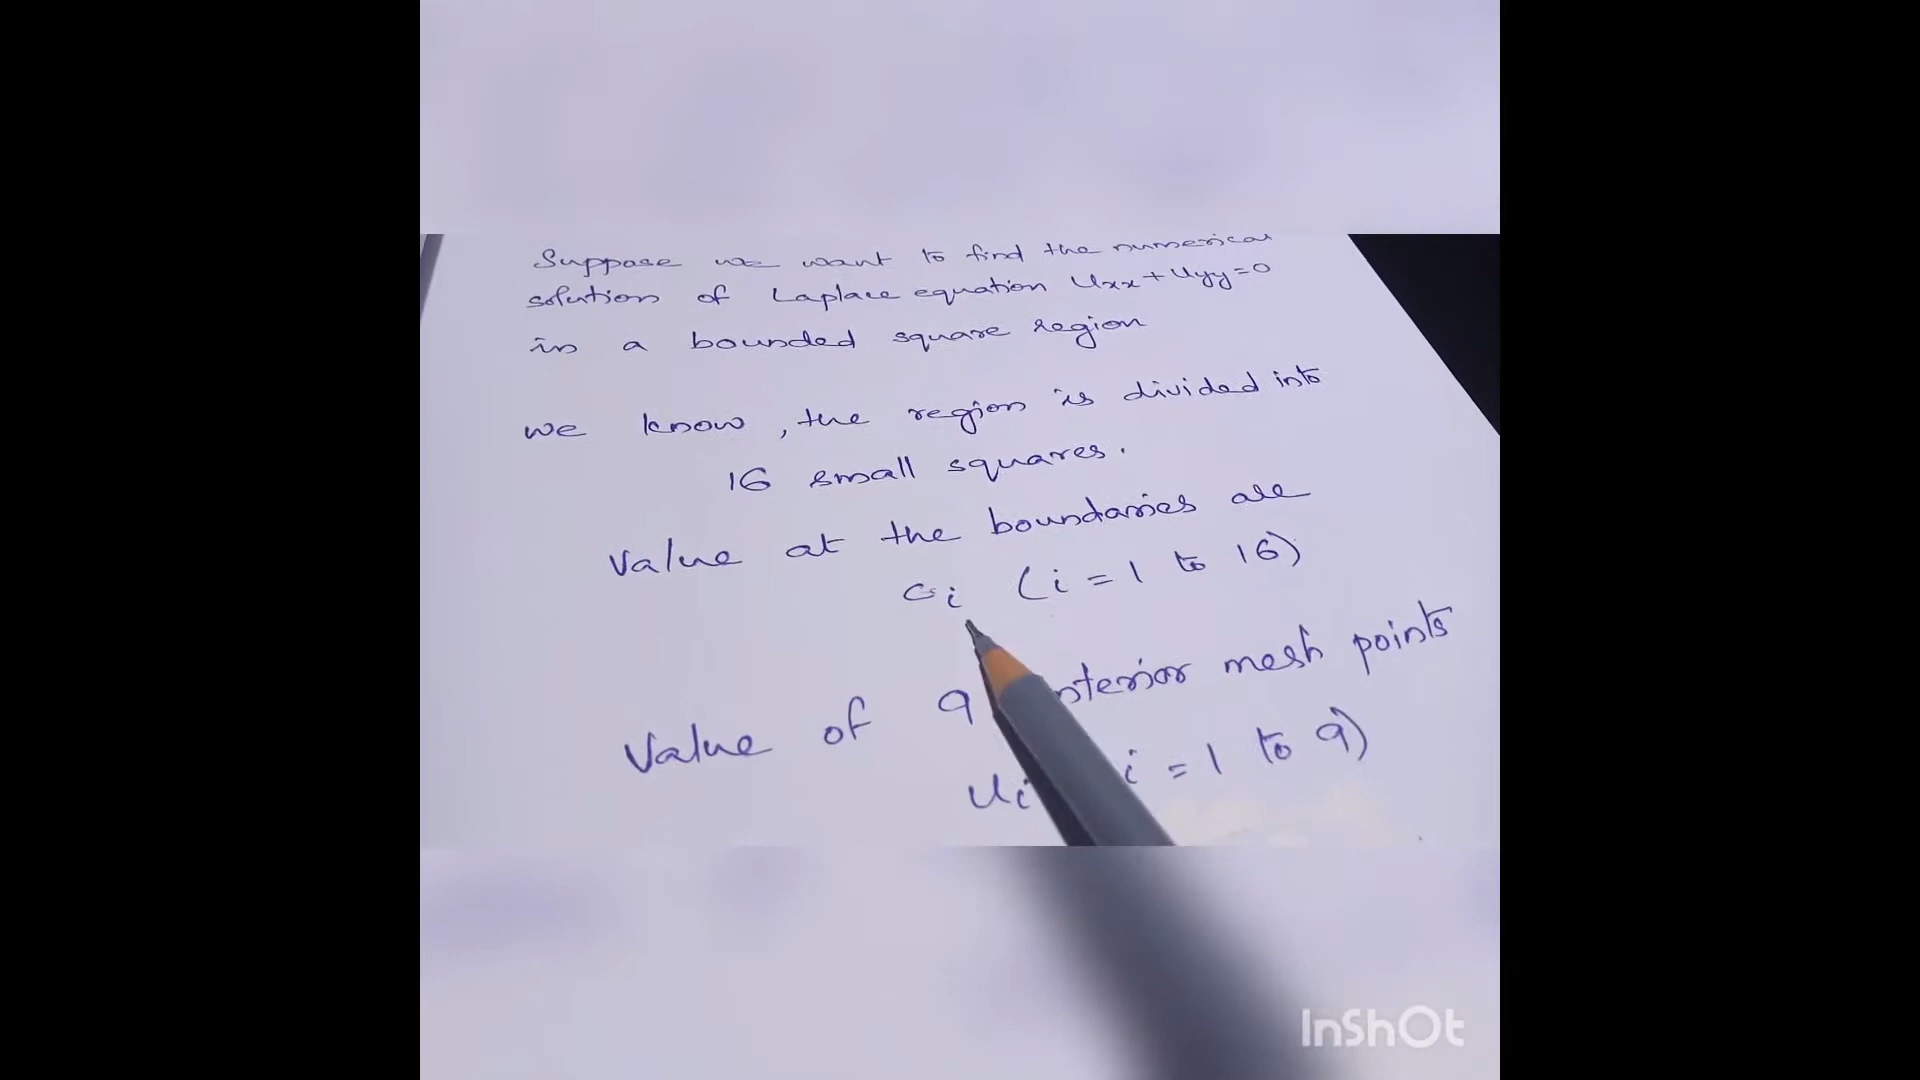 Suppose we want to find the numerical
solution of Laplace equation Uxx + Uyy = 0
in a bounded square region
we know, the region is divided into
16 small squares.
Value at the boundaries are
ci (i = 1 to 16)
Value of 9 interior mesh points
ui i = 1 to 9)
InShOt